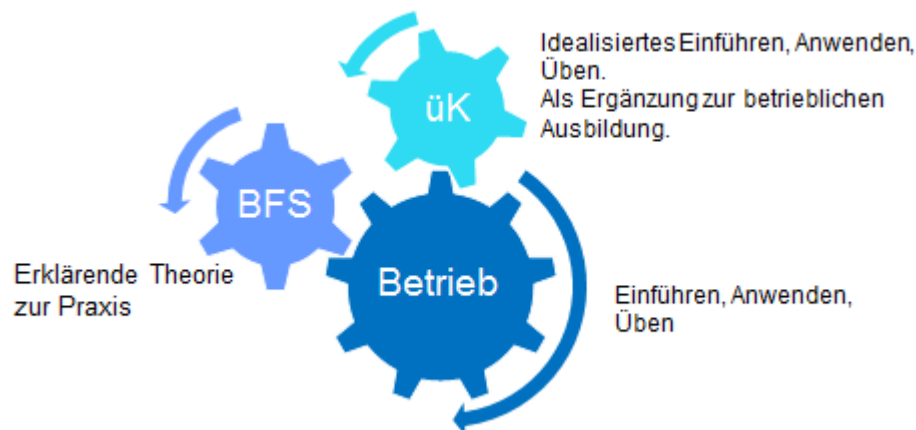 Idealisiertes Einführen, Anwenden,
Üben.
Als Ergänzung zur betrieblichen
Ausbildung.
üK
BFS
Betrieb
Erklärende Theorie
zur Praxis
Einführen, Anwenden,
Üben